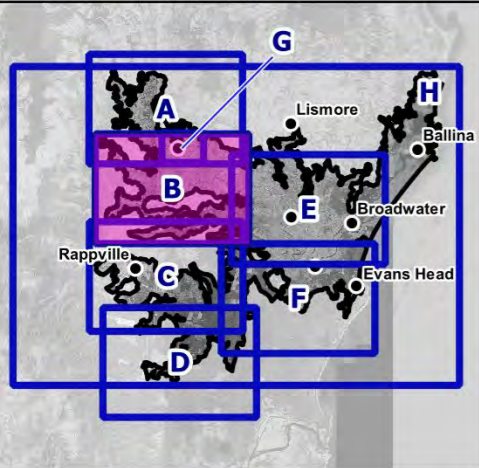 G
A
H
Lismore
Ballina
B
E
Broadwater
Rappville
C
Evans Head
F
D